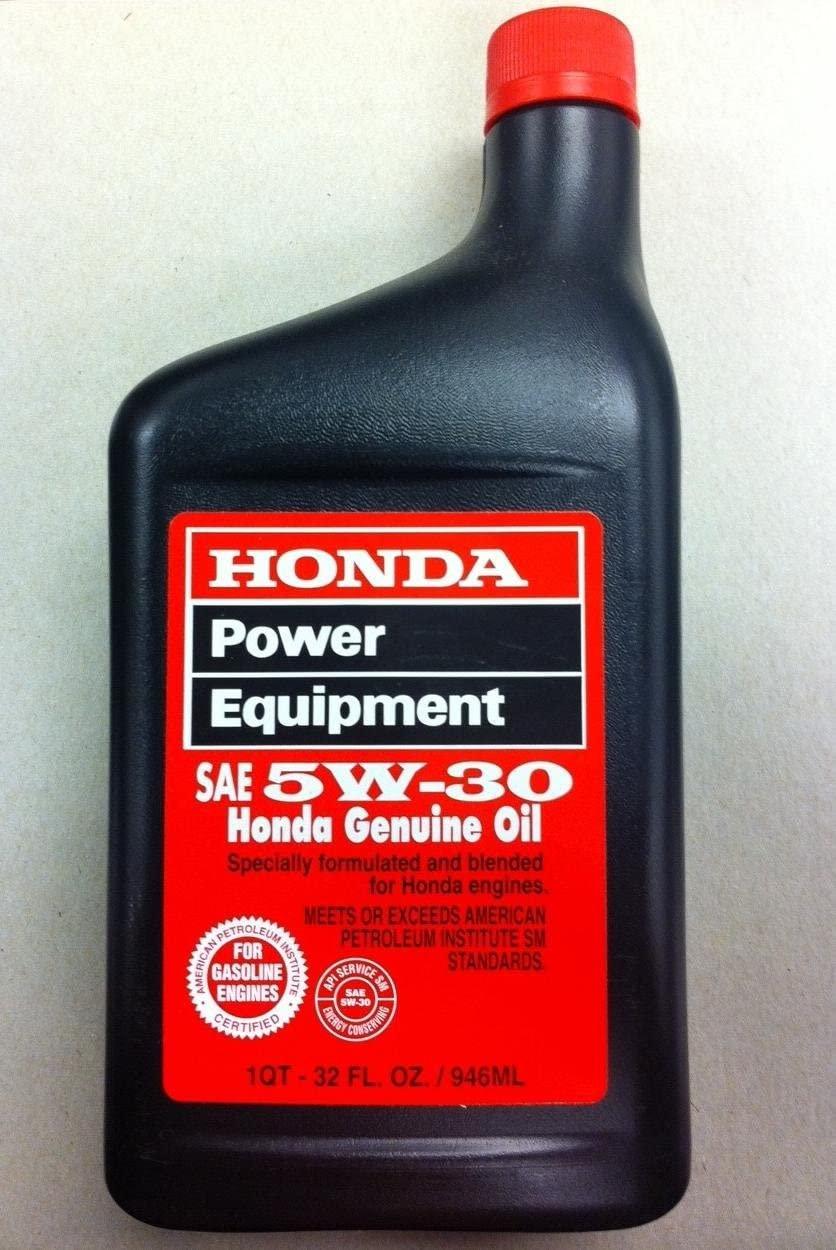 HONDA
Power
Equipment
SAE 5W-30
Honda Genuine Oil
Specially formulated and blended
for Honda engines.
MEETS OR EXCEEDS AMERICAN
PETROLEUM INSTITUTE SM
STANDARDS.
AMERICAN PETROLEUM INSTITUTE
FOR
GASOLINE
ENGINES
CERTIFIED
API SERVICE SM
SAE
5W-30
ENERGY CONSERVING
1QT - 32 FL. OZ. / 946ML